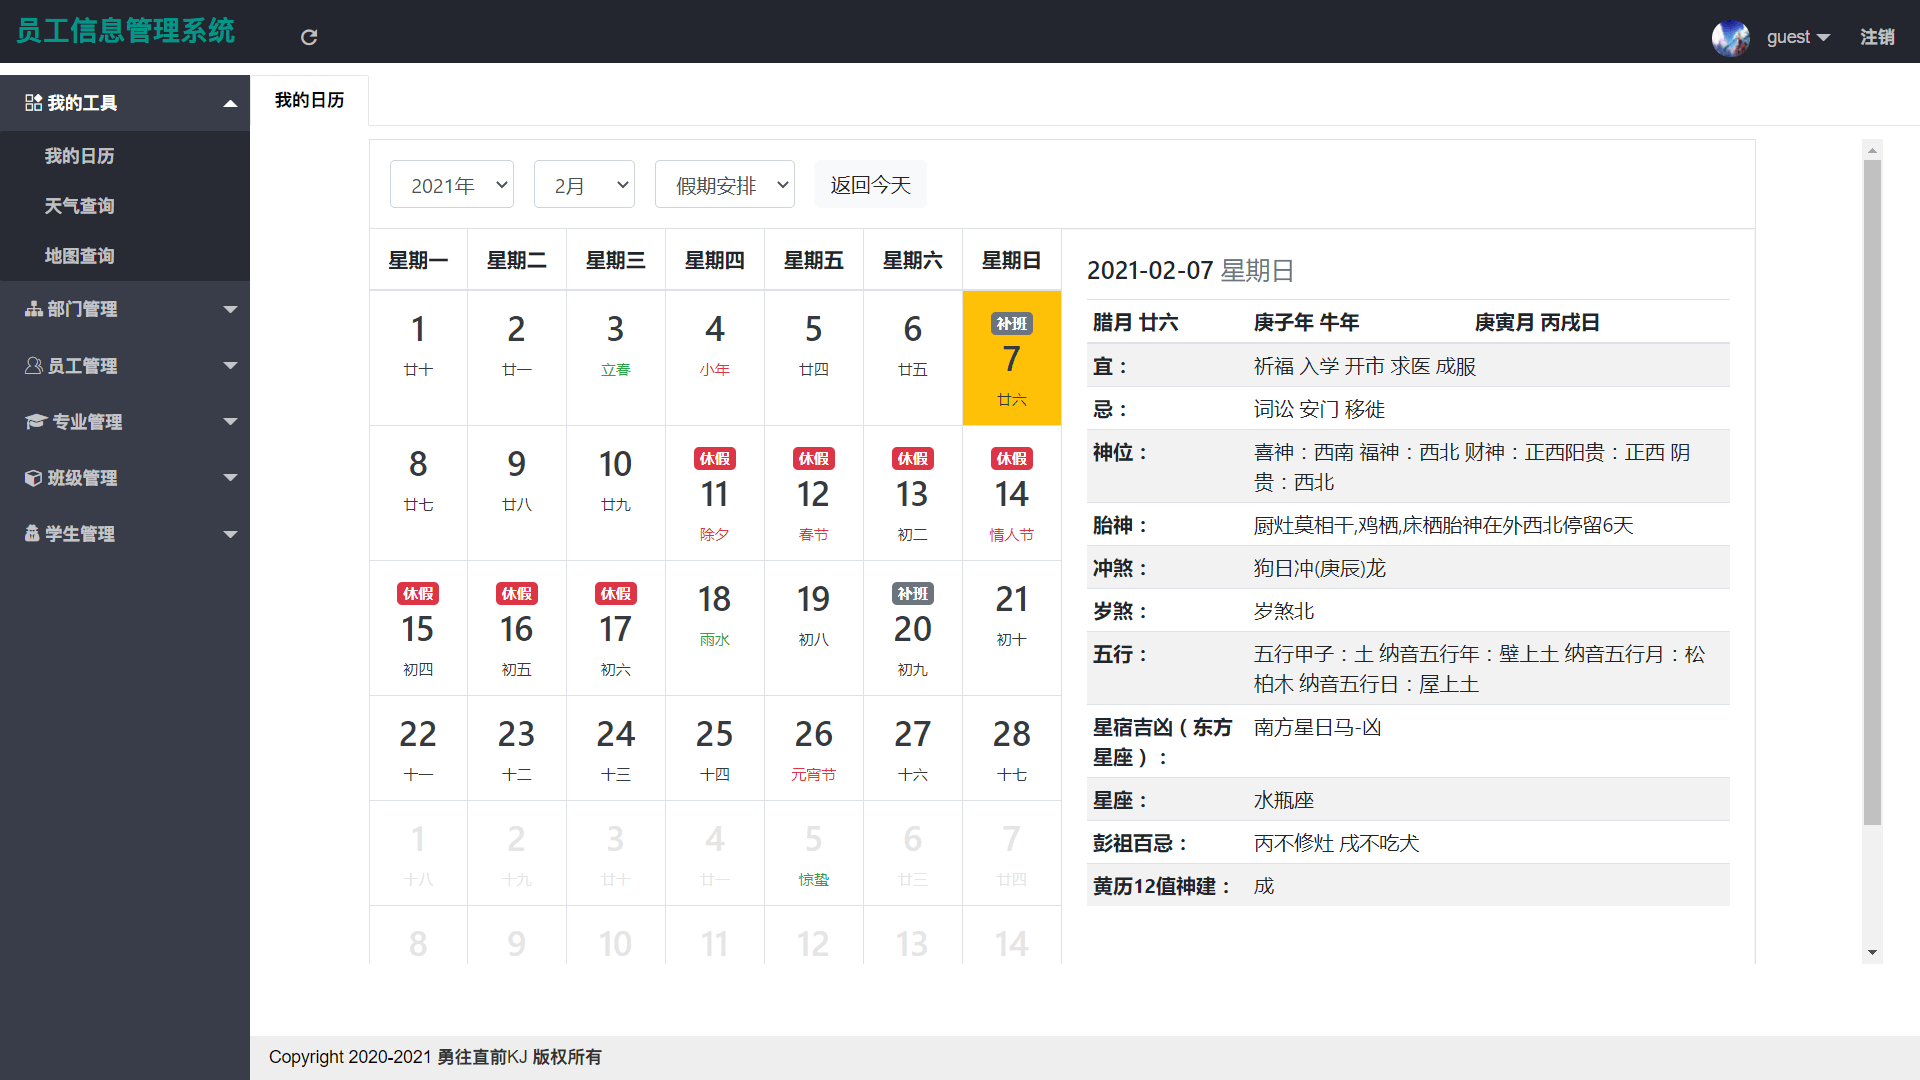 员工信息管理系统
guest
注销
我的工具
我的日历
天气查询
地图查询
部门管理
员工管理
专业管理
班级管理
学生管理
我的日历
2021年 2月 假期安排 返回今天
星期一 星期二 星期三 星期四 星期五 星期六 星期日
补班
1 2 3 4 5 6 7
廿十 廿一 立春 小年 廿四 廿五 廿六
休假 休假 休假 休假
8 9 10 11 12 13 14
廿七 廿八 廿九 除夕 春节 初二 情人节
休假 休假 休假 补班
15 16 17 18 19 20 21
初四 初五 初六 雨水 初八 初九 初十
22 23 24 25 26 27 28
十一 十二 十三 十四 元宵节 十六 十七
1 2 3 4 5 6 7
十八 十九 廿十 廿一 惊蛰 廿三 廿四
8 9 10 11 12 13 14
2021-02-07 星期日
腊月 廿六 庚子年 牛年 庚寅月 丙戌日
宜： 祈福 入学 开市 求医 成服
忌： 词讼 安门 移徙
神位： 喜神：西南 福神：西北 财神：正西阳贵：正西 阴
贵：西北
胎神： 厨灶莫相干,鸡栖,床栖胎神在外西北停留6天
冲煞： 狗日冲(庚辰)龙
岁煞： 岁煞北
五行： 五行甲子：土 纳音五行年：壁上土 纳音五行月：松
柏木 纳音五行日：屋上土
星宿吉凶（东方 南方星日马-凶
星座）：
星座： 水瓶座
彭祖百忌： 丙不修灶 戌不吃犬
黄历12值神建： 成
Copyright 2020-2021 勇往直前KJ 版权所有